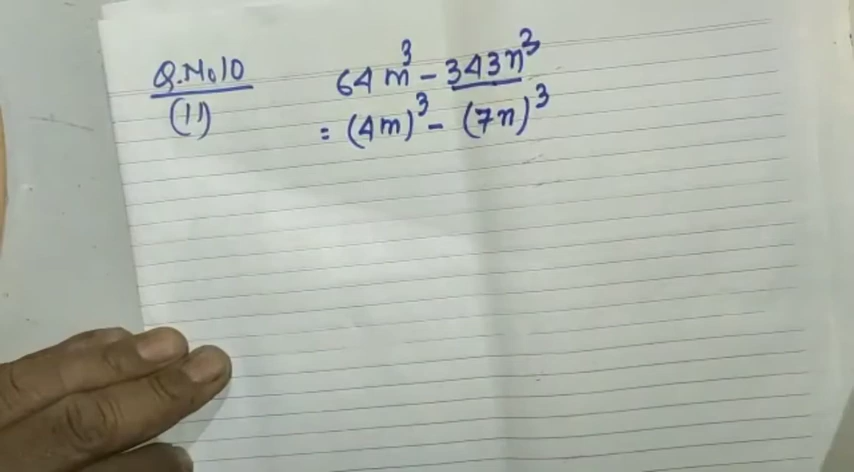 Q.No10
(11)
64m³ - 343n³
= (4m)³ - (7n)³